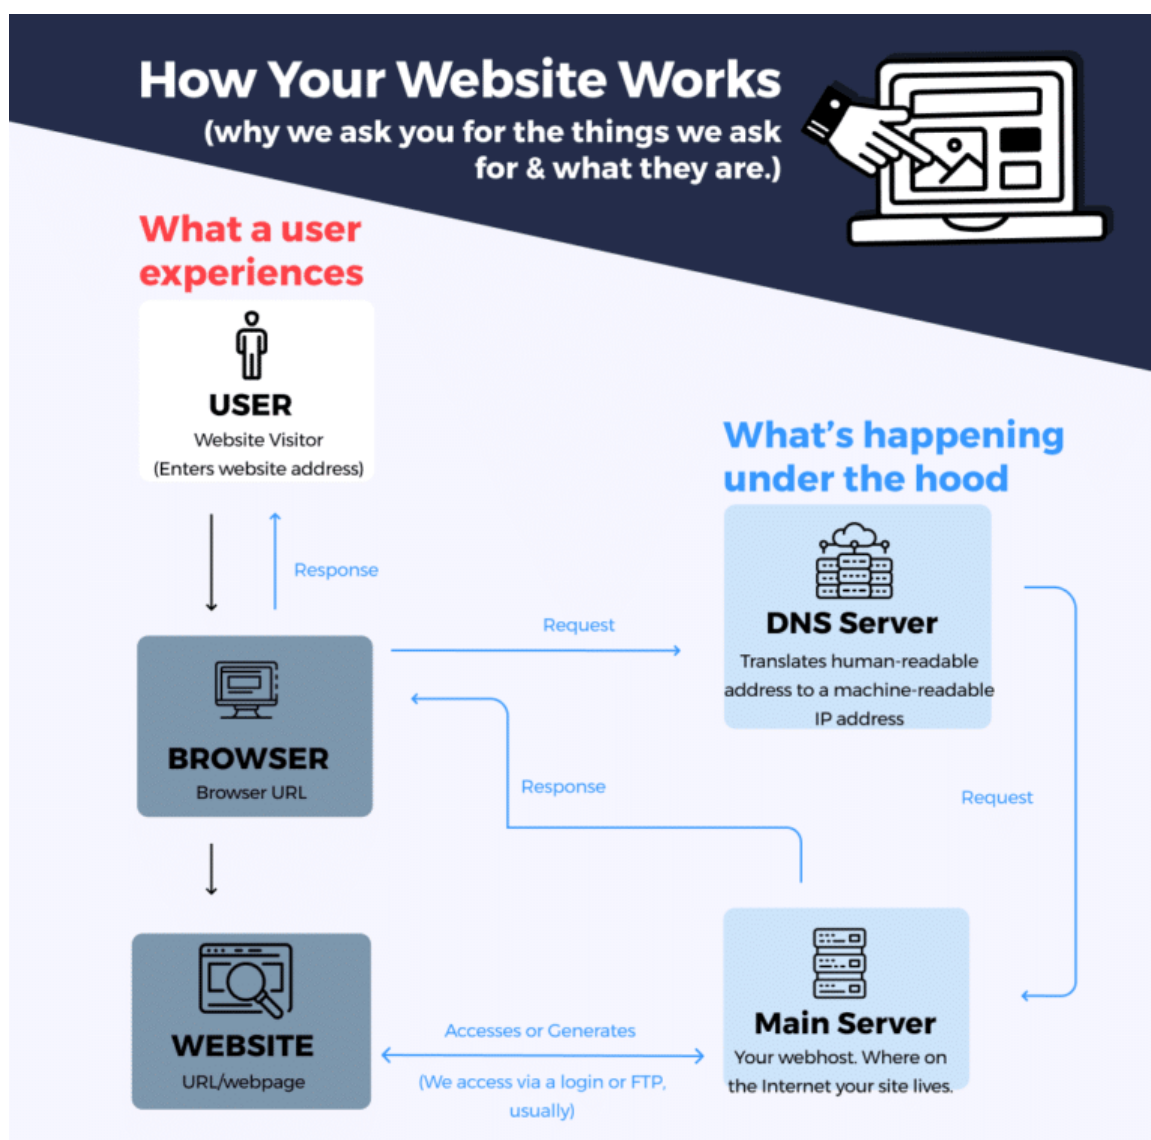 How Your Website Works
(why we ask you for the things we ask
for & what they are.)
What a user
experiences
USER
Website Visitor
(Enters website address)
Response
What's happening
under the hood
DNS Server
Translates human-readable
address to a machine-readable
IP address
Request
BROWSER
Browser URL
Response
Request
WEBSITE
URL/webpage
Accesses or Generates
(We access via a login or FTP,
usually)
Main Server
Your webhost. Where on
the Internet your site lives.